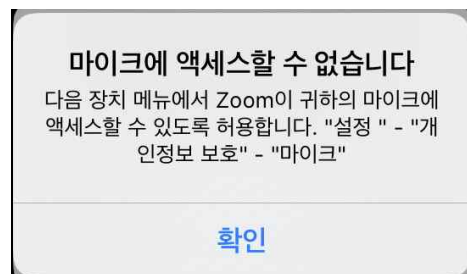 마이크에 액세스할 수 없습니다
다음 장치 메뉴에서 Zoom이 귀하의 마이크에
액세스할 수 있도록 허용합니다. "설정 " - "개
인정보 보호" - "마이크"
확인